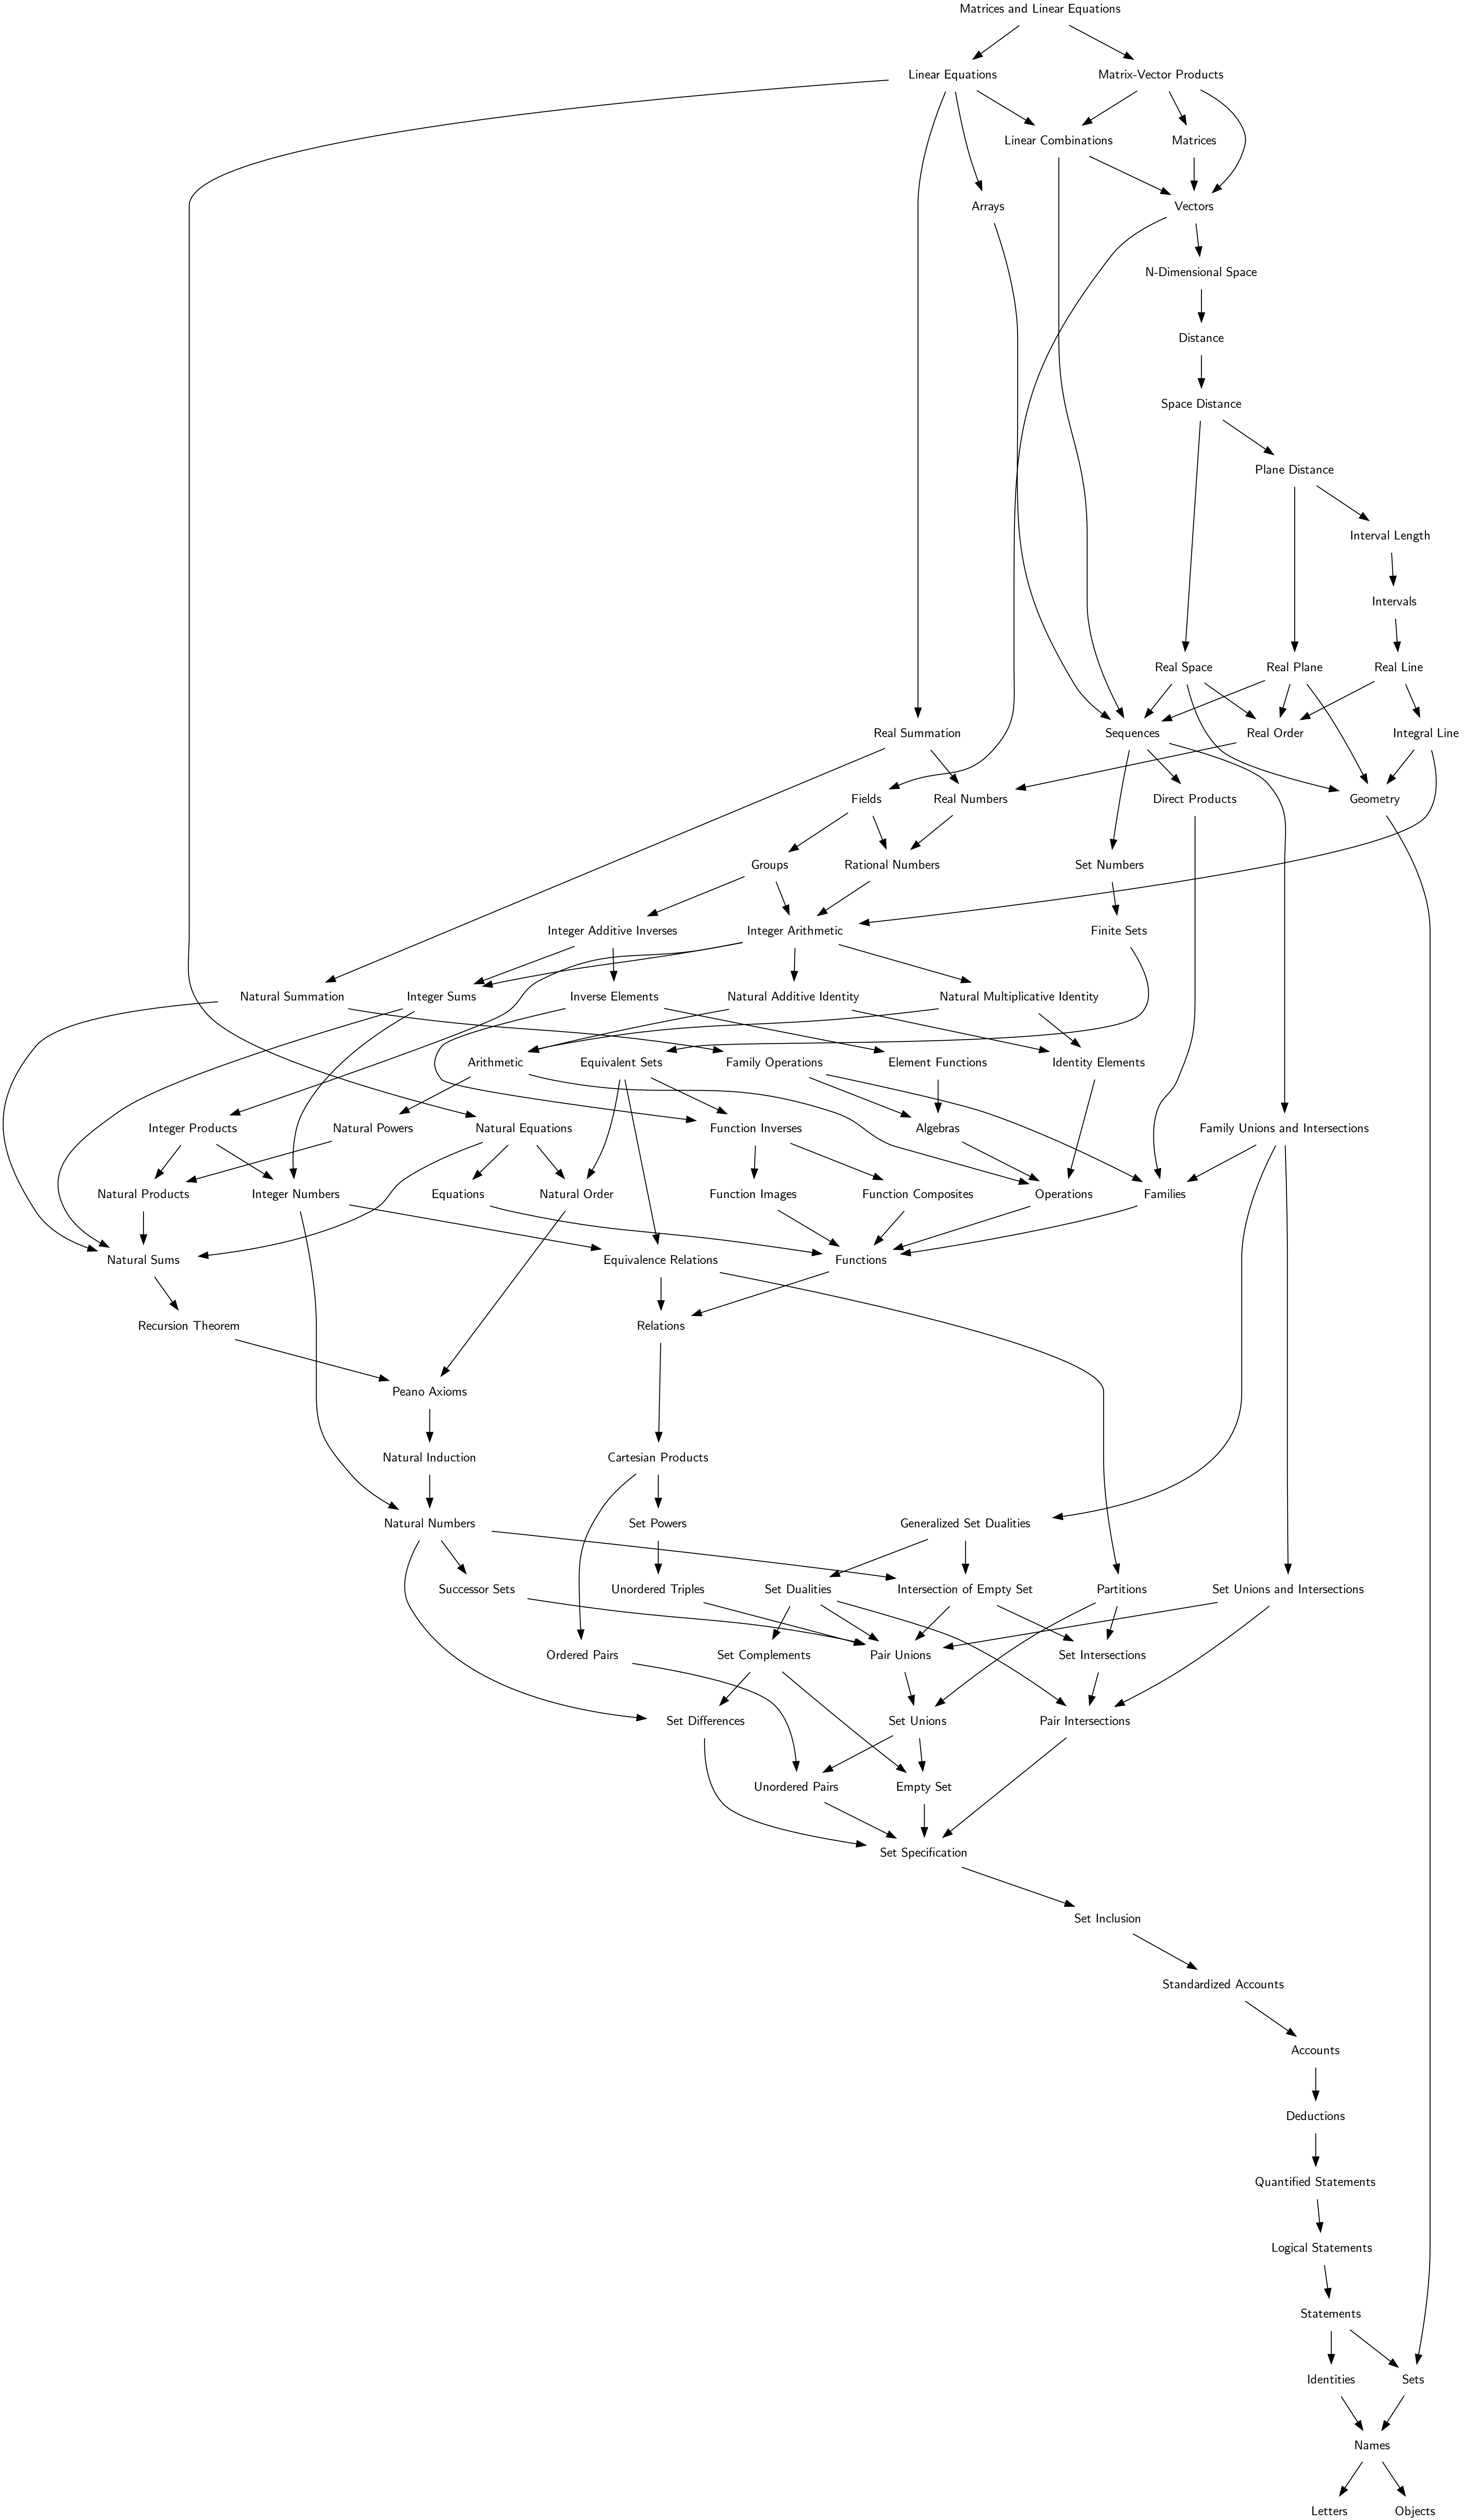 Matrices and Linear Equations
Linear Equations
Matrix-Vector Products
Linear Combinations
Matrices
Arrays
Vectors
N-Dimensional Space
Distance
Space Distance
Plane Distance
Interval Length
Intervals
Real Space
Real Plane
Real Line
Real Summation
Sequences
Real Order
Integral Line
Fields
Real Numbers
Direct Products
Geometry
Groups
Rational Numbers
Set Numbers
Integer Additive Inverses
Integer Arithmetic
Finite Sets
Natural Summation
Integer Sums
Inverse Elements
Natural Additive Identity
Natural Multiplicative Identity
Arithmetic
Equivalent Sets
Family Operations
Element Functions
Identity Elements
Integer Products
Natural Powers
Natural Equations
Function Inverses
Algebras
Family Unions and Intersections
Natural Products
Integer Numbers
Equations
Natural Order
Function Images
Function Composites
Operations
Families
Natural Sums
Equivalence Relations
Functions
Recursion Theorem
Relations
Peano Axioms
Natural Induction
Cartesian Products
Natural Numbers
Set Powers
Generalized Set Dualities
Successor Sets
Unordered Triples
Set Dualities
Intersection of Empty Set
Partitions
Set Unions and Intersections
Ordered Pairs
Set Complements
Pair Unions
Set Intersections
Set Differences
Set Unions
Pair Intersections
Unordered Pairs
Empty Set
Set Specification
Set Inclusion
Standardized Accounts
Accounts
Deductions
Quantified Statements
Logical Statements
Statements
Identities
Sets
Names
Letters
Objects